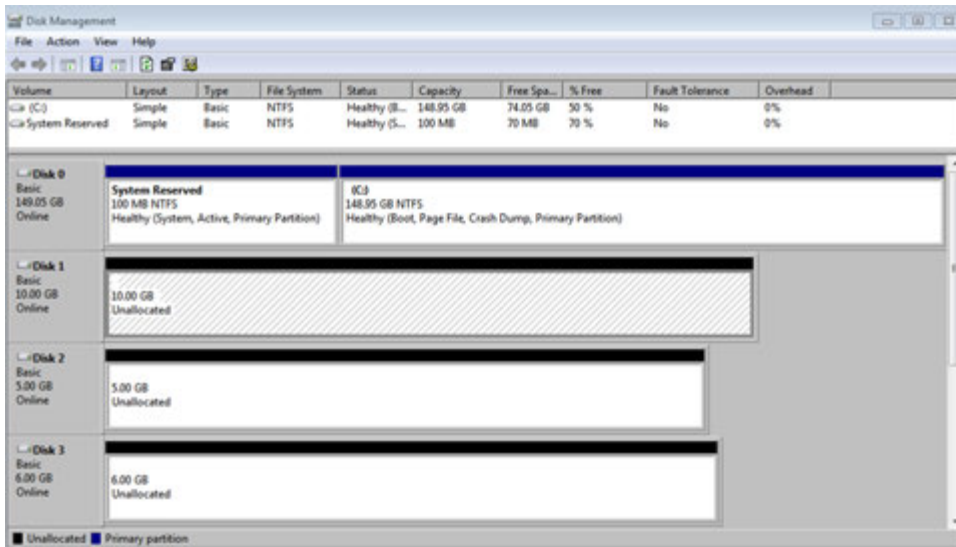 Disk Management
File Action View Help
Volume Layout Type File System Status Capacity Free Spa... % Free Fault Tolerance Overhead
(C:) Simple Basic NTFS Healthy (B... 148.95 GB 74.05 GB 50 % No 0%
System Reserved Simple Basic NTFS Healthy (S... 100 MB 70 MB 70 % No 0%
Disk 0
Basic
149.05 GB
Online
System Reserved
100 MB NTFS
Healthy (System, Active, Primary Partition)
(C:)
148.95 GB NTFS
Healthy (Boot, Page File, Crash Dump, Primary Partition)
Disk 1
Basic
10.00 GB
Online
10.00 GB
Unallocated
Disk 2
Basic
5.00 GB
Online
5.00 GB
Unallocated
Disk 3
Basic
6.00 GB
Online
6.00 GB
Unallocated
Unallocated Primary partition